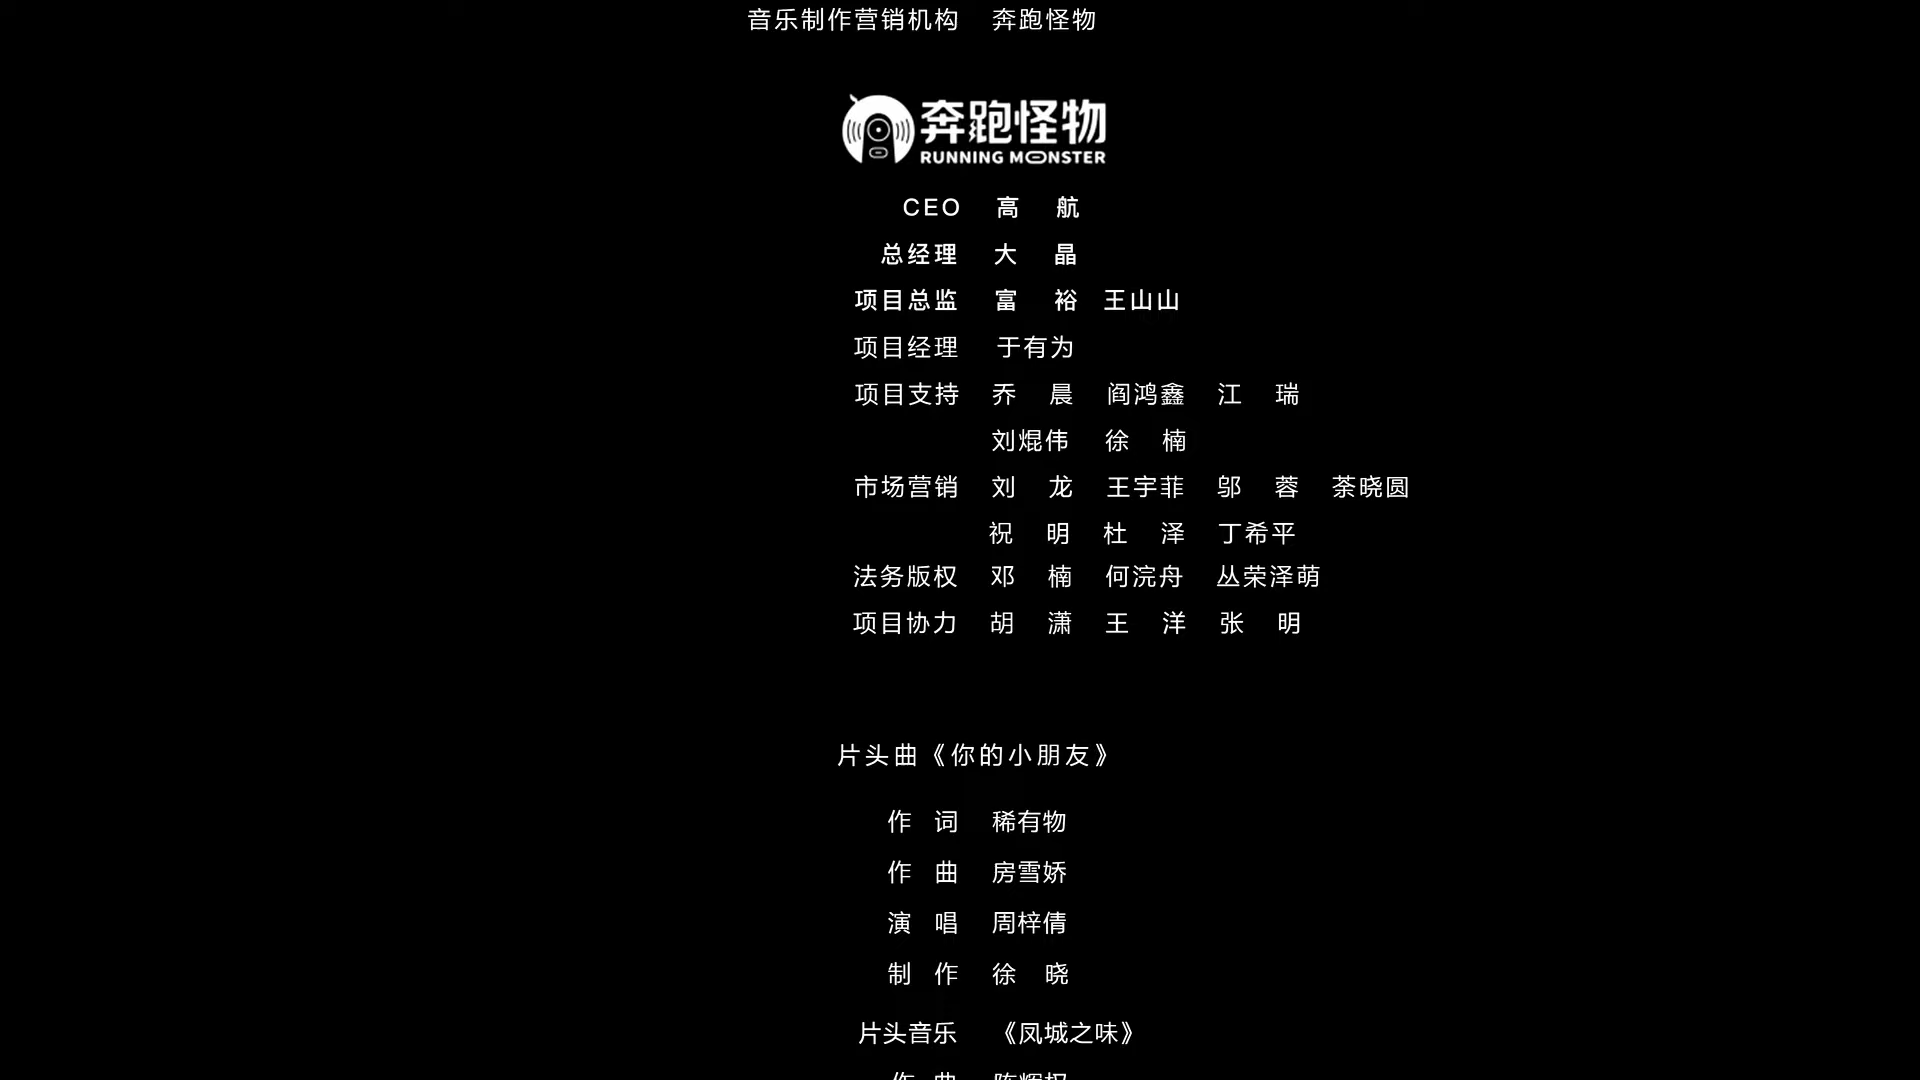 音乐制作营销机构 奔跑怪物
奔跑怪物
RUNNING MONSTER
CEO 高 航
总经理 大 晶
项目总监 富 裕 王山山
项目经理 于有为
项目支持 乔 晨 阎鸿鑫 江 瑞
刘焜伟 徐 楠
市场营销 刘 龙 王宇菲 邬 蓉 荼晓圆
祝 明 杜 泽 丁希平
法务版权 邓 楠 何浣舟 丛荣泽萌
项目协力 胡 潇 王 洋 张 明
片头曲《你的小朋友》
作 词 稀有物
作 曲 房雪娇
演 唱 周梓倩
制 作 徐 晓
片头音乐 《凤城之味》
作 曲 陈辉权